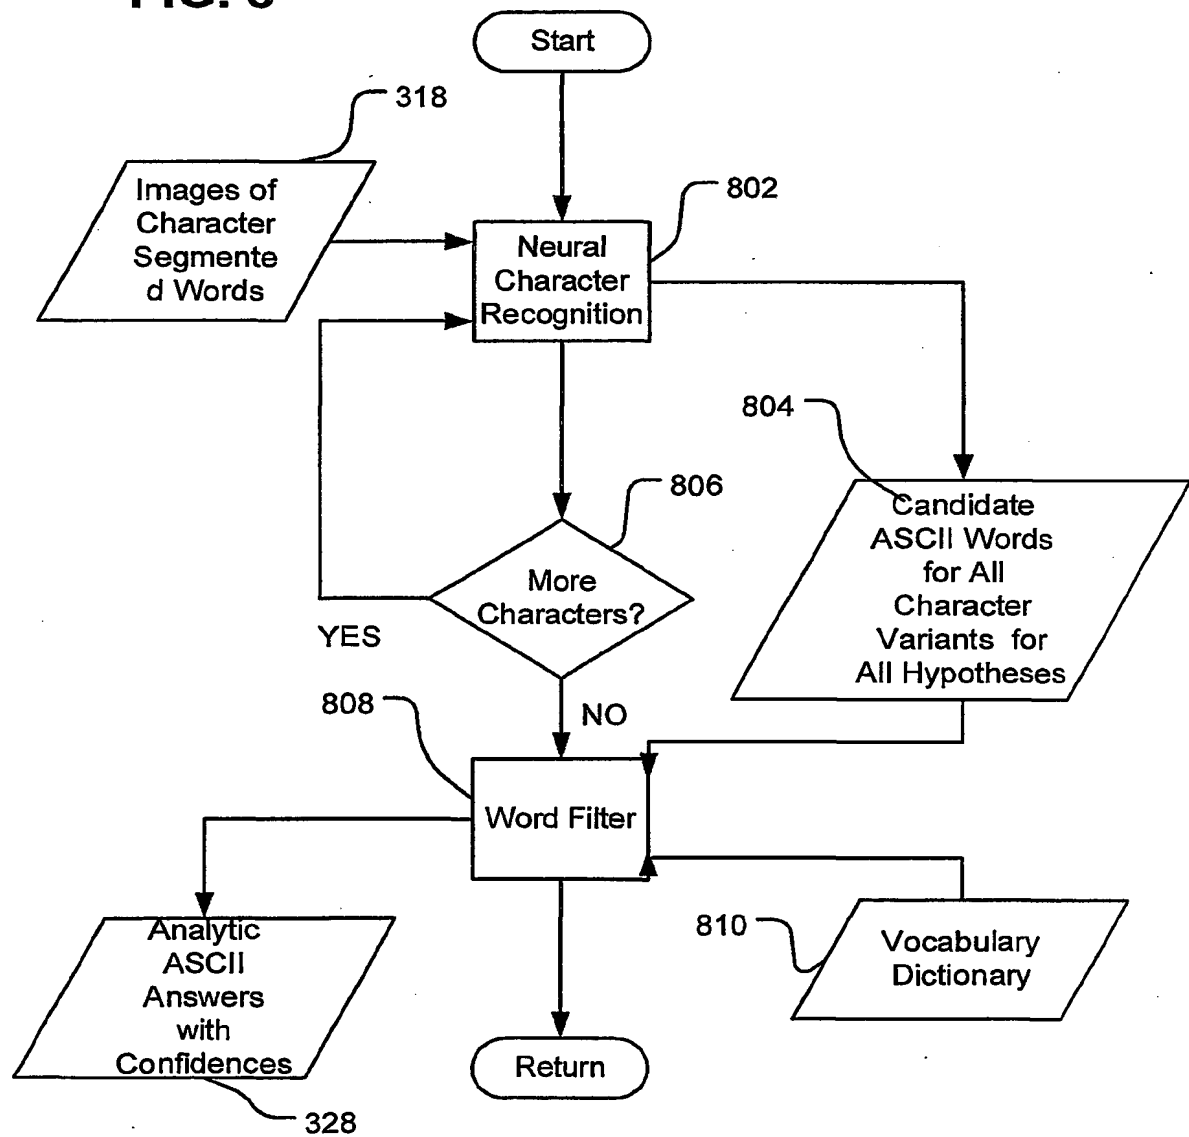 Start
318
Images of
Character
Segmente
d Words
802
Neural
Character
Recognition
804
Candidate
ASCII Words
for All
Character
Variants for
All Hypotheses
806
More
Characters?
YES
NO
808
Word Filter
810
Vocabulary
Dictionary
Analytic
ASCII
Answers
with
Confidences
328
Return